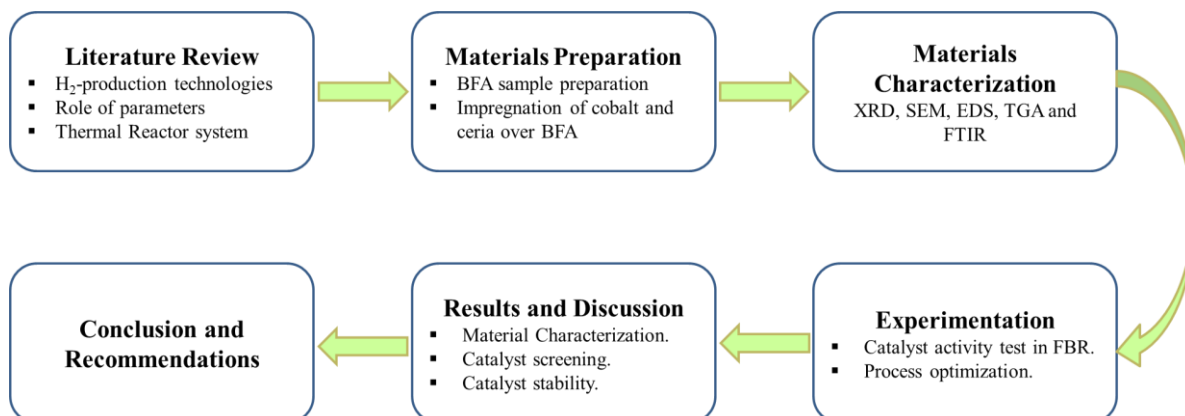 Literature Review
▪ H₂-production technologies
▪ Role of parameters
▪ Thermal Reactor system
Materials Preparation
▪ BFA sample preparation
▪ Impregnation of cobalt and
ceria over BFA
Materials
Characterization
XRD, SEM, EDS, TGA and
FTIR
Experimentation
▪ Catalyst activity test in FBR.
▪ Process optimization.
Results and Discussion
▪ Material Characterization.
▪ Catalyst screening.
▪ Catalyst stability.
Conclusion and
Recommendations